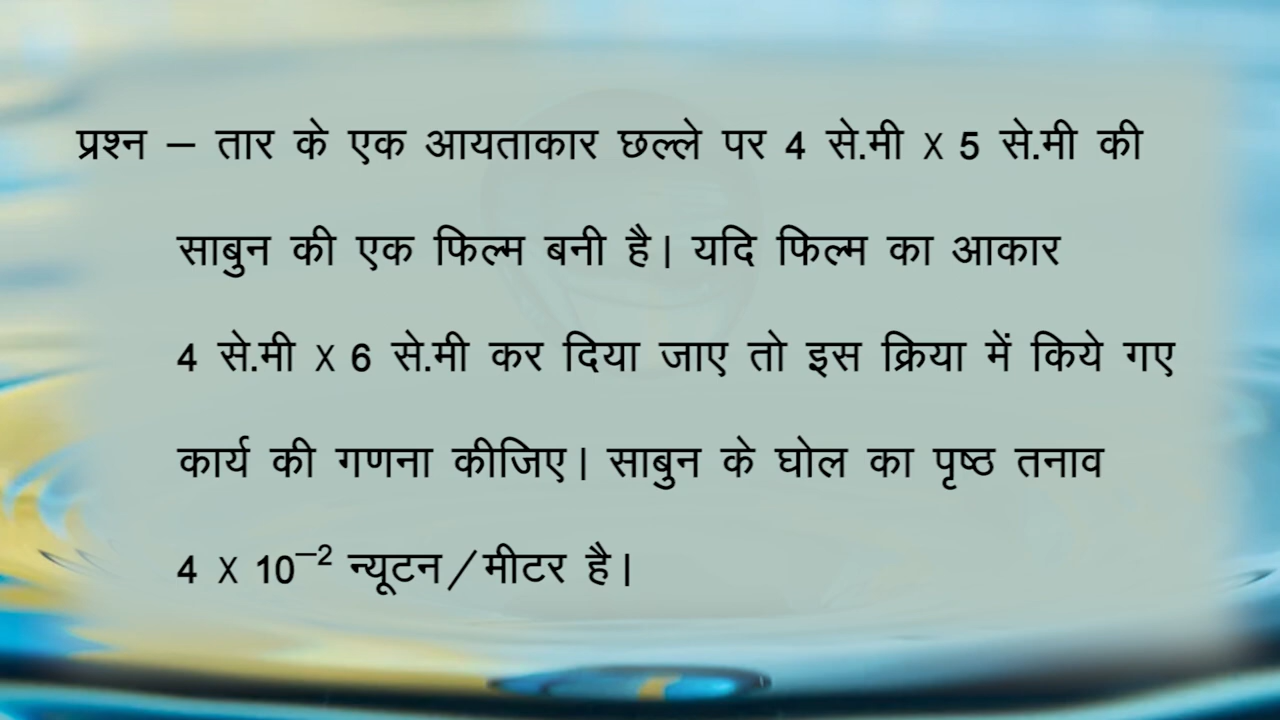 प्रश्न – तार के एक आयताकार छल्ले पर 4 से.मी X 5 से.मी की
साबुन की एक फिल्म बनी है। यदि फिल्म का आकार
4 से.मी X 6 से.मी कर दिया जाए तो इस क्रिया में किये गए
कार्य की गणना कीजिए। साबुन के घोल का पृष्ठ तनाव
4 X 10⁻² न्यूटन/मीटर है।